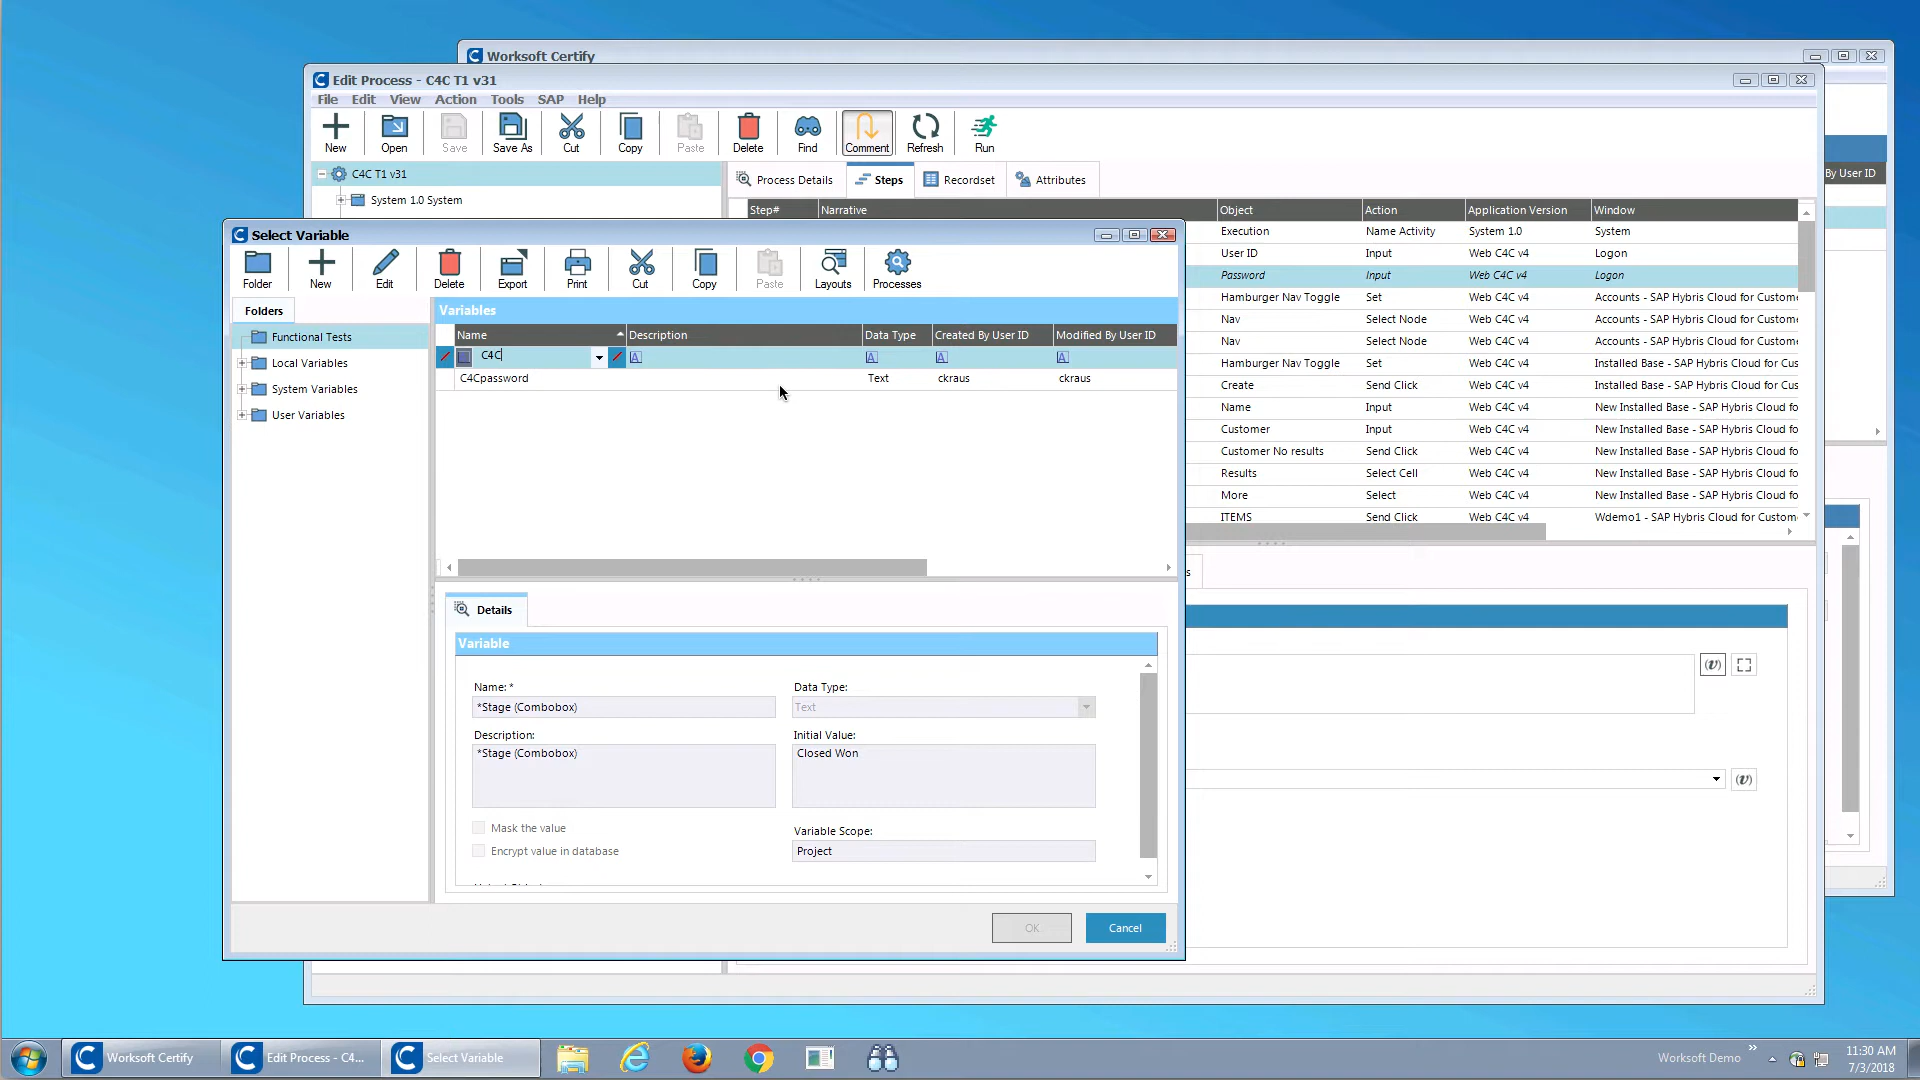 Worksoft Certify
Edit Process - C4C T1 v31
File Edit View Action Tools SAP Help
New Open Save Save As Cut Copy Paste Delete Find Comment Refresh Run
C4C T1 v31
System 1.0 System
Process Details Steps Recordset Attributes
By User ID
Step# Narrative Object Action Application Version Window
Execution Name Activity System 1.0 System
User ID Input Web C4C v4 Logon
Password Input Web C4C v4 Logon
Hamburger Nav Toggle Set Web C4C v4 Accounts - SAP Hybris Cloud for Custome
Nav Select Node Web C4C v4 Accounts - SAP Hybris Cloud for Custome
Nav Select Node Web C4C v4 Accounts - SAP Hybris Cloud for Custome
Hamburger Nav Toggle Set Web C4C v4 Installed Base - SAP Hybris Cloud for Cus
Create Send Click Web C4C v4 Installed Base - SAP Hybris Cloud for Cus
Name Input Web C4C v4 New Installed Base - SAP Hybris Cloud fo
Customer Input Web C4C v4 New Installed Base - SAP Hybris Cloud fo
Customer No results Send Click Web C4C v4 New Installed Base - SAP Hybris Cloud fo
Results Select Cell Web C4C v4 New Installed Base - SAP Hybris Cloud fo
More Select Web C4C v4 New Installed Base - SAP Hybris Cloud fo
ITEMS Send Click Web C4C v4 Wdemo1 - SAP Hybris Cloud for Custom
s
(v)
(v)
Select Variable
Folder New Edit Delete Export Print Cut Copy Paste Layouts Processes
Folders
Functional Tests
Local Variables
System Variables
User Variables
Variables
Name Description Data Type Created By User ID Modified By User ID
C4C A A A A
C4Cpassword Text ckraus ckraus
Details
Variable
Name: * Data Type:
*Stage (Combobox) Text
Description: Initial Value:
*Stage (Combobox) Closed Won
Mask the value Variable Scope:
Encrypt value in database Project
OK Cancel
Worksoft Certify Edit Process - C4... Select Variable
Worksoft Demo
11:30 AM
7/3/2018